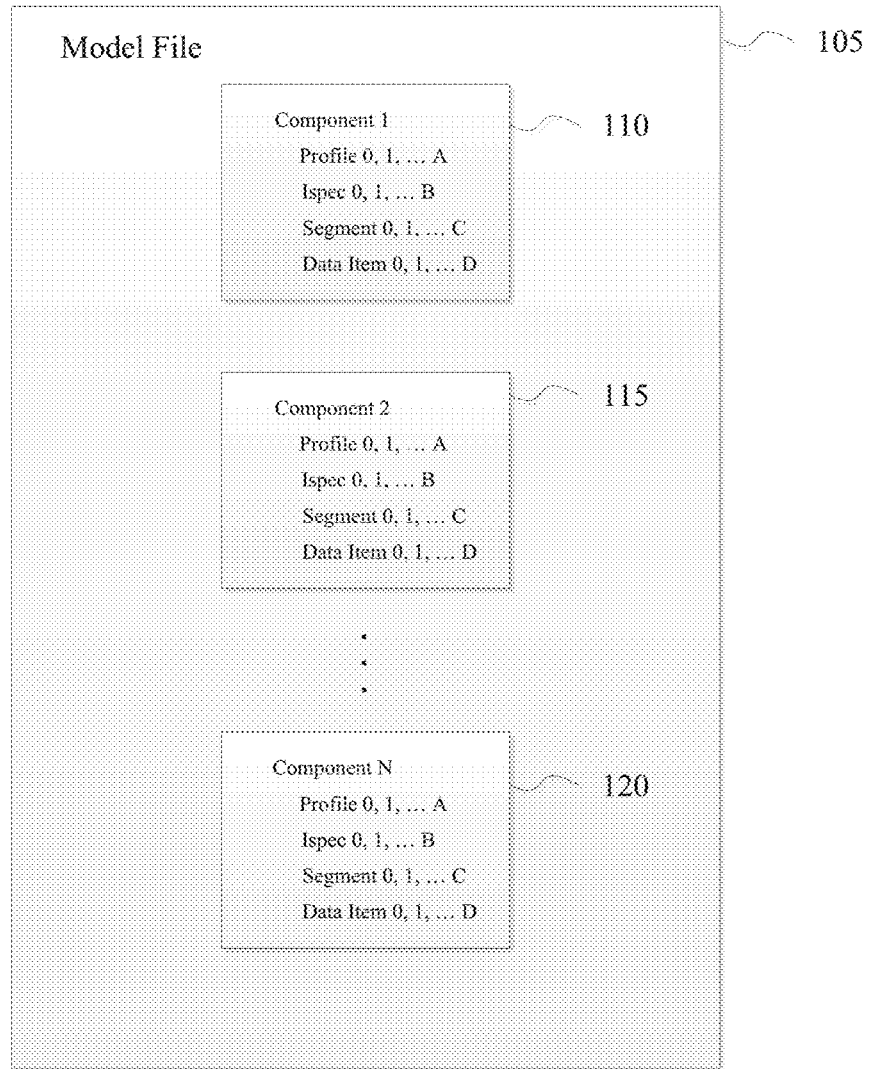 Model File
105
Component 1
110
Profile 0, 1, ... A
Ispec 0, 1, ... B
Segment 0, 1, ... C
Data Item 0, 1, ... D
Component 2
115
Profile 0, 1, ... A
Ispec 0, 1, ... B
Segment 0, 1, ... C
Data Item 0, 1, ... D
Component N
120
Profile 0, 1, ... A
Ispec 0, 1, ... B
Segment 0, 1, ... C
Data Item 0, 1, ... D